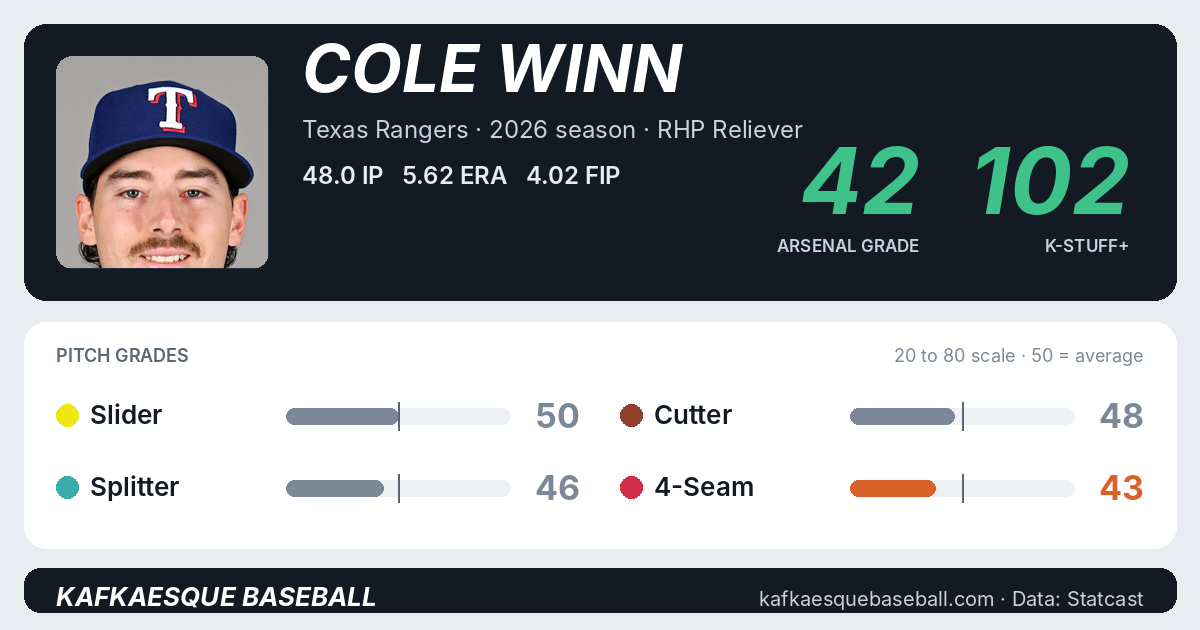 T
COLE WINN
Texas Rangers · 2026 season · RHP Reliever
48.0 IP 5.62 ERA 4.02 FIP
42 102
ARSENAL GRADE K-STUFF+
PITCH GRADES 20 to 80 scale · 50 = average
Slider 50 Cutter 48
Splitter 46 4-Seam 43
KAFKAESQUE BASEBALL kafkaesquebaseball.com · Data: Statcast